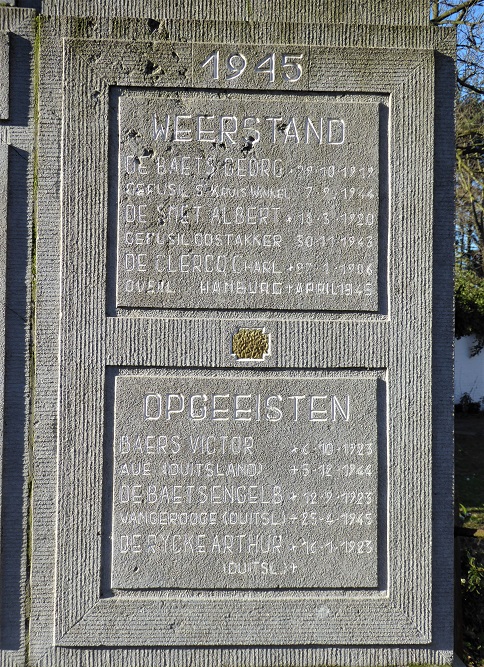 1945
WEERSTAND
DE BAETS GEORG * 29·10·1919
GEFUSIL. S. KRUIS WINKEL 7·9·1944
DE SMET ALBERT * 13·3·1920
GEFUSIL OOSTAKKER 30·11·1943
DE CLERCQ CHARL * 27·1·1906
OVERL. HAMBURG + APRIL 1945
OPGEEISTEN
BAERS VICTOR * 4·10·1923
AUE (DUITSLAND) + 5·12·1944
DE BAETS ENGELB * 12·9·1923
WANGEROOGE (DUITSL) + 25-4-1945
DE RYCKE ARTHUR * 16·1·1923
(DUITSL) +